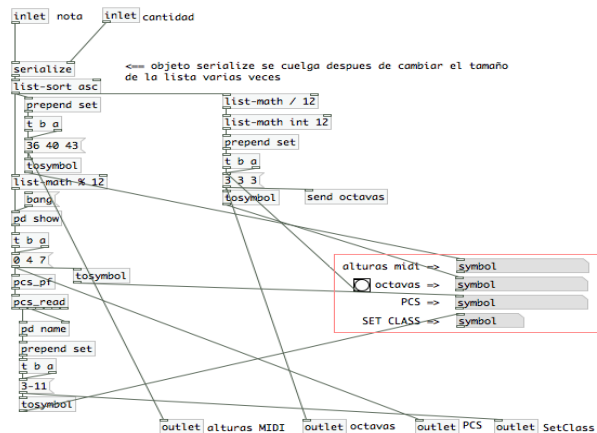 inlet nota inlet cantidad
serialize <== objeto serialize se cuelga despues de cambiar el tamaño
de la lista varias veces
list-sort asc
prepend set list-math / 12
t b a list-math int 12
36 40 43 prepend set
tosymbol t b a
list-math % 12 3 3 3
bang tosymbol send octavas
pd show
t b a
0 4 7 alturas midi => symbol
tosymbol octavas => symbol
pcs_pf PCS => symbol
pcs_read SET CLASS => symbol
pd name
prepend set
t b a
3-11
tosymbol
outlet alturas MIDI outlet octavas outlet PCS outlet SetClass